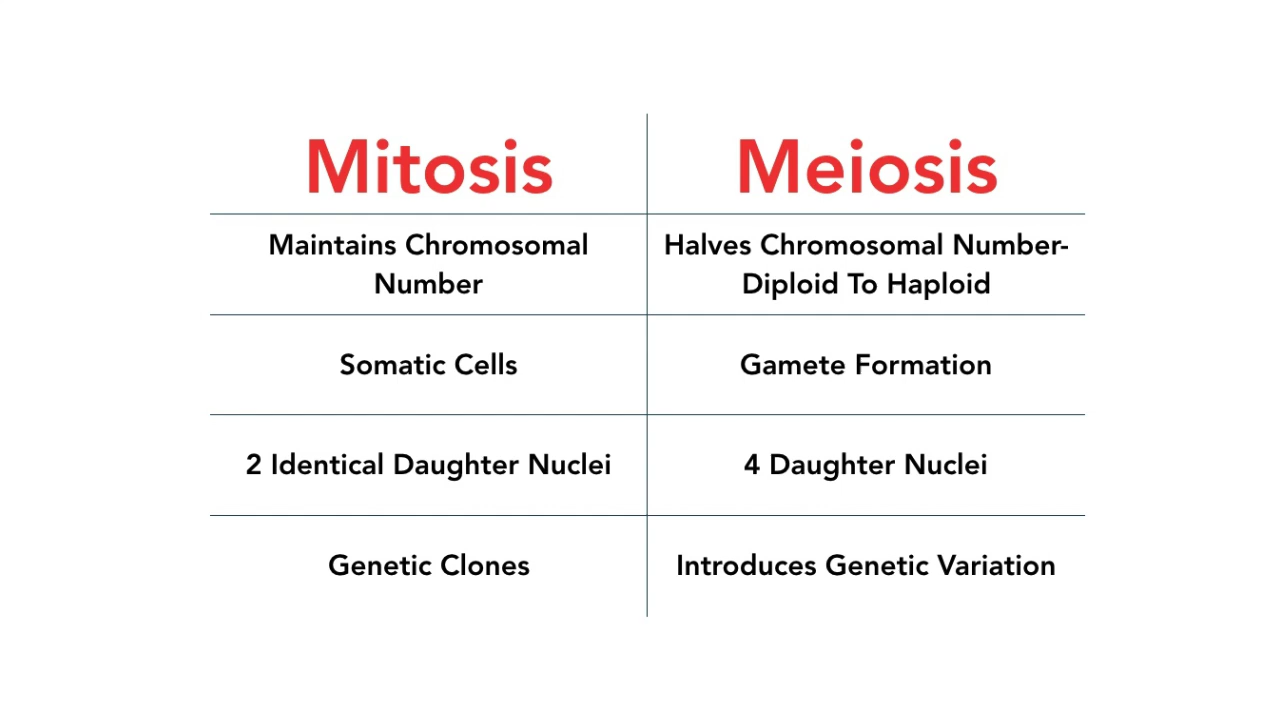 Mitosis
Meiosis
Maintains Chromosomal
Number
Halves Chromosomal Number-
Diploid To Haploid
Somatic Cells
Gamete Formation
2 Identical Daughter Nuclei
4 Daughter Nuclei
Genetic Clones
Introduces Genetic Variation